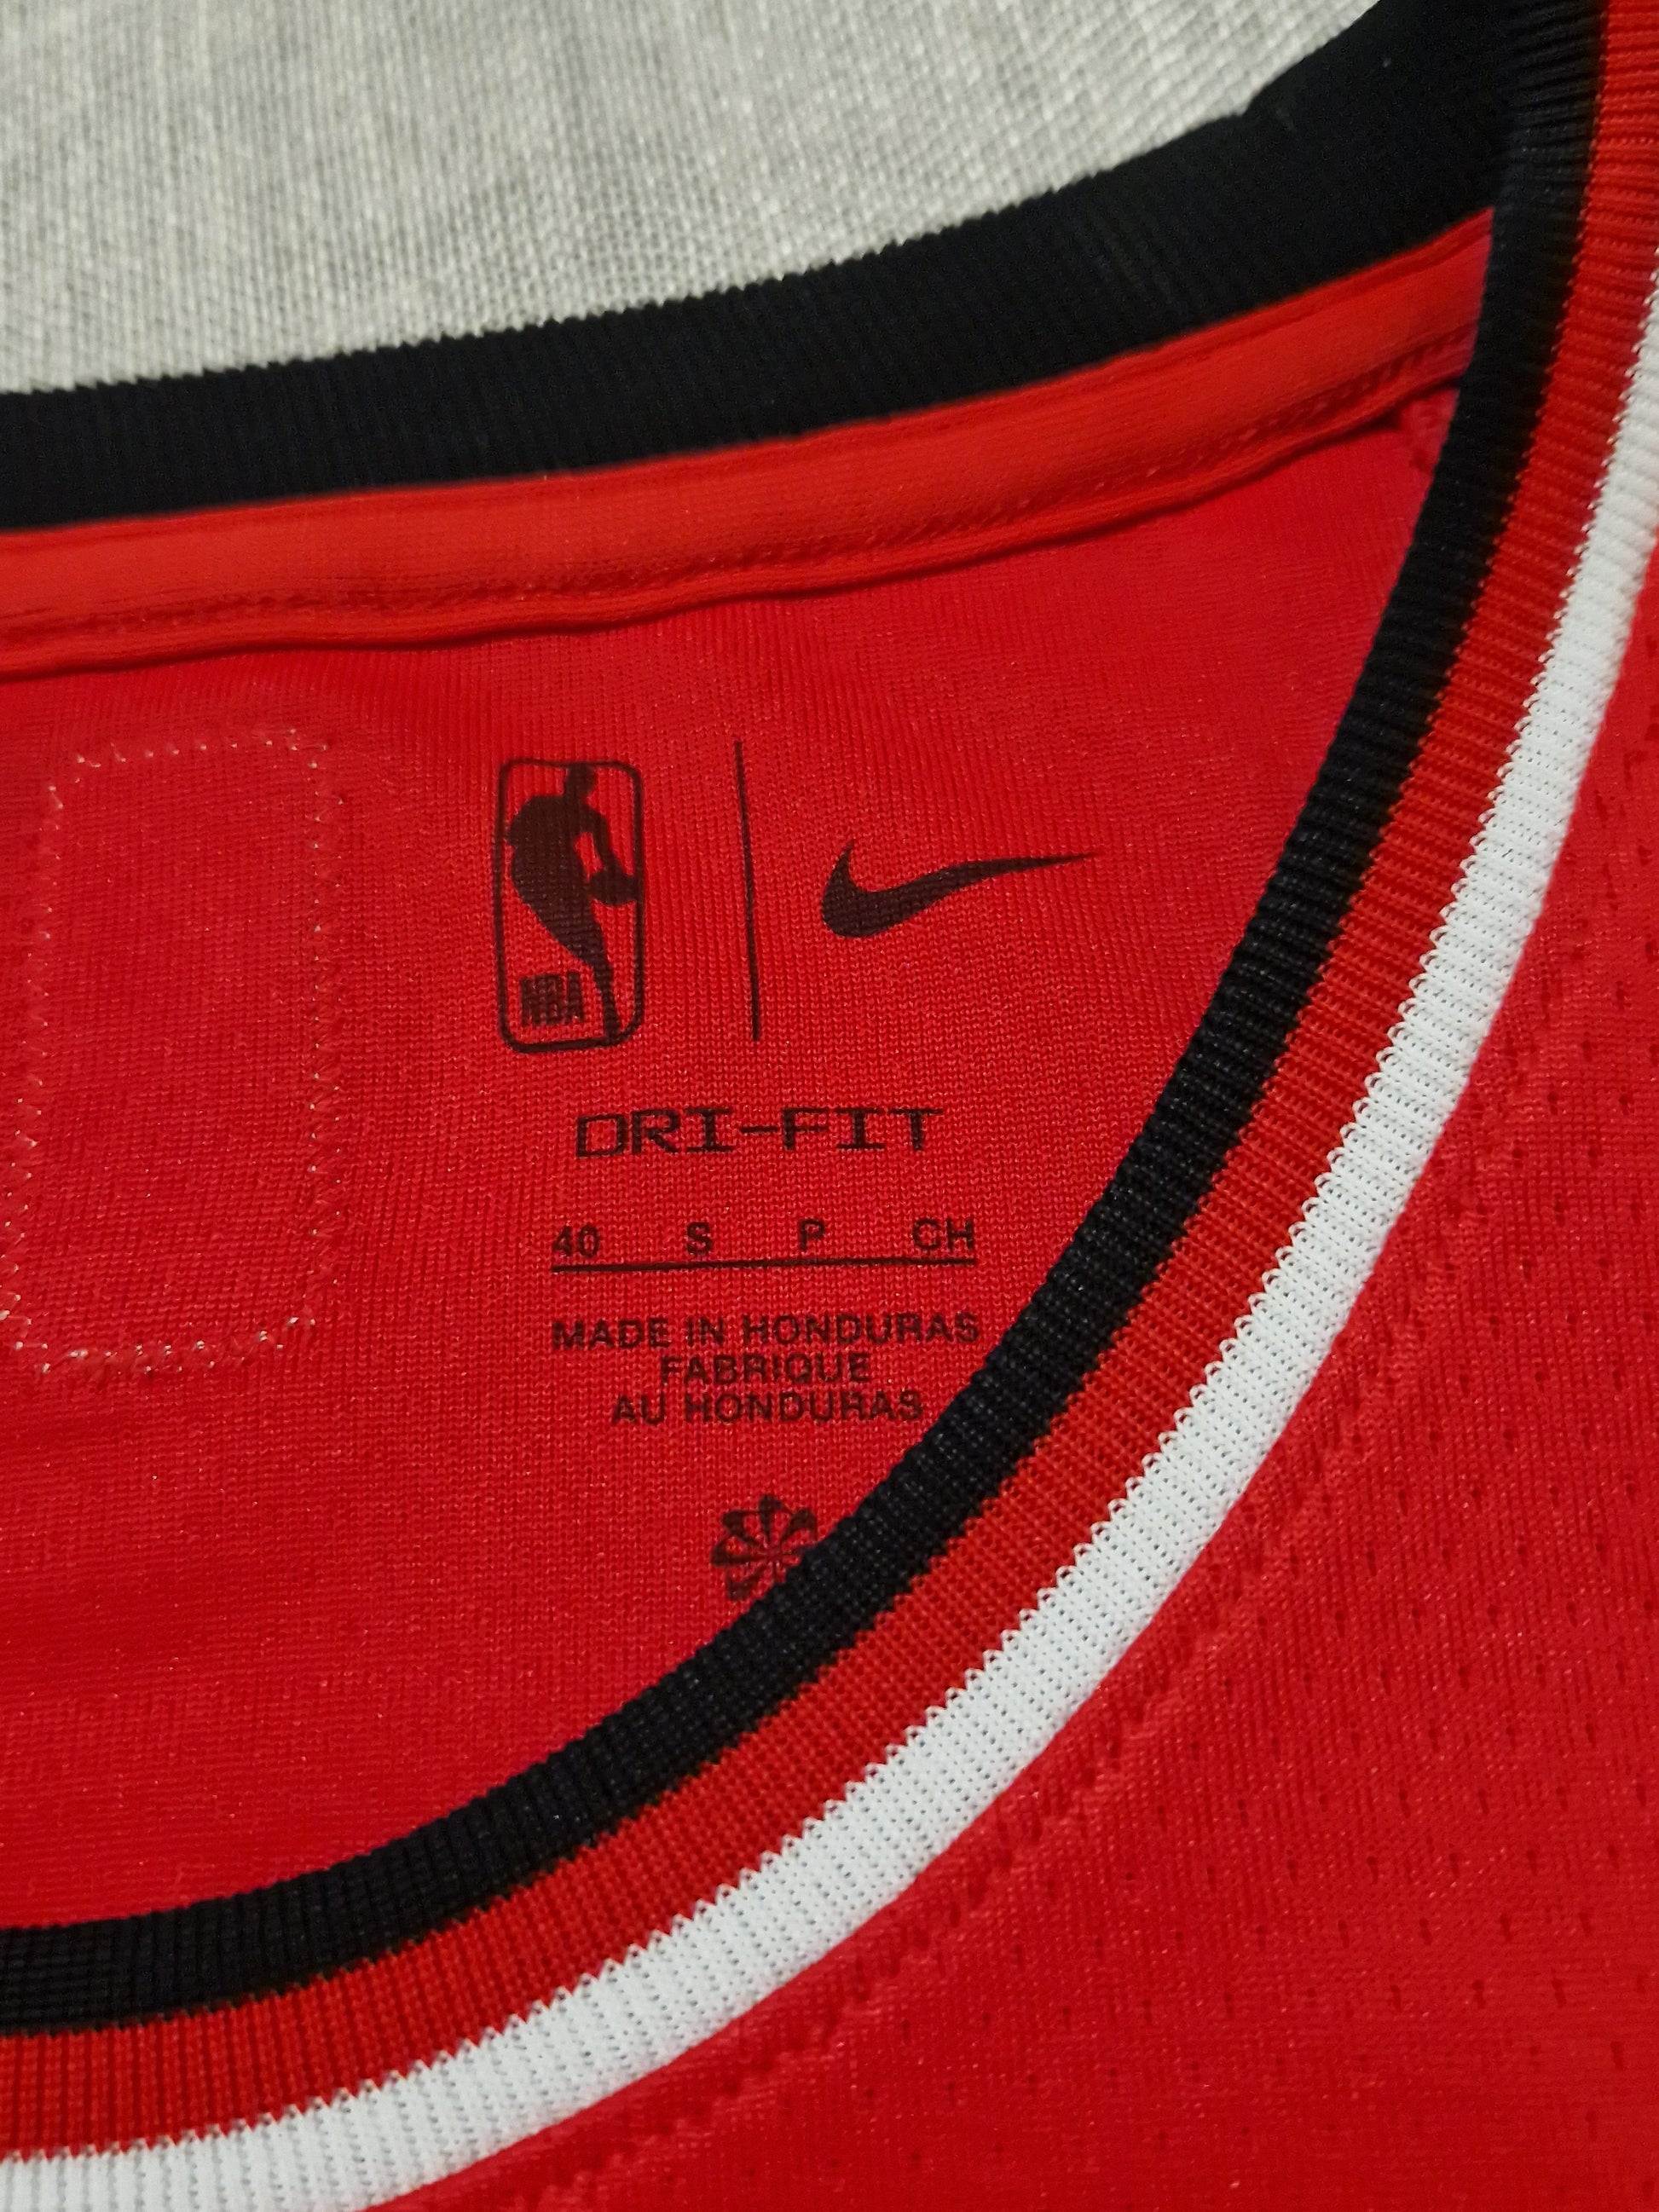 NBA
DRI-FIT
40 S P CH
MADE IN HONDURAS
FABRIQUE
AU HONDURAS